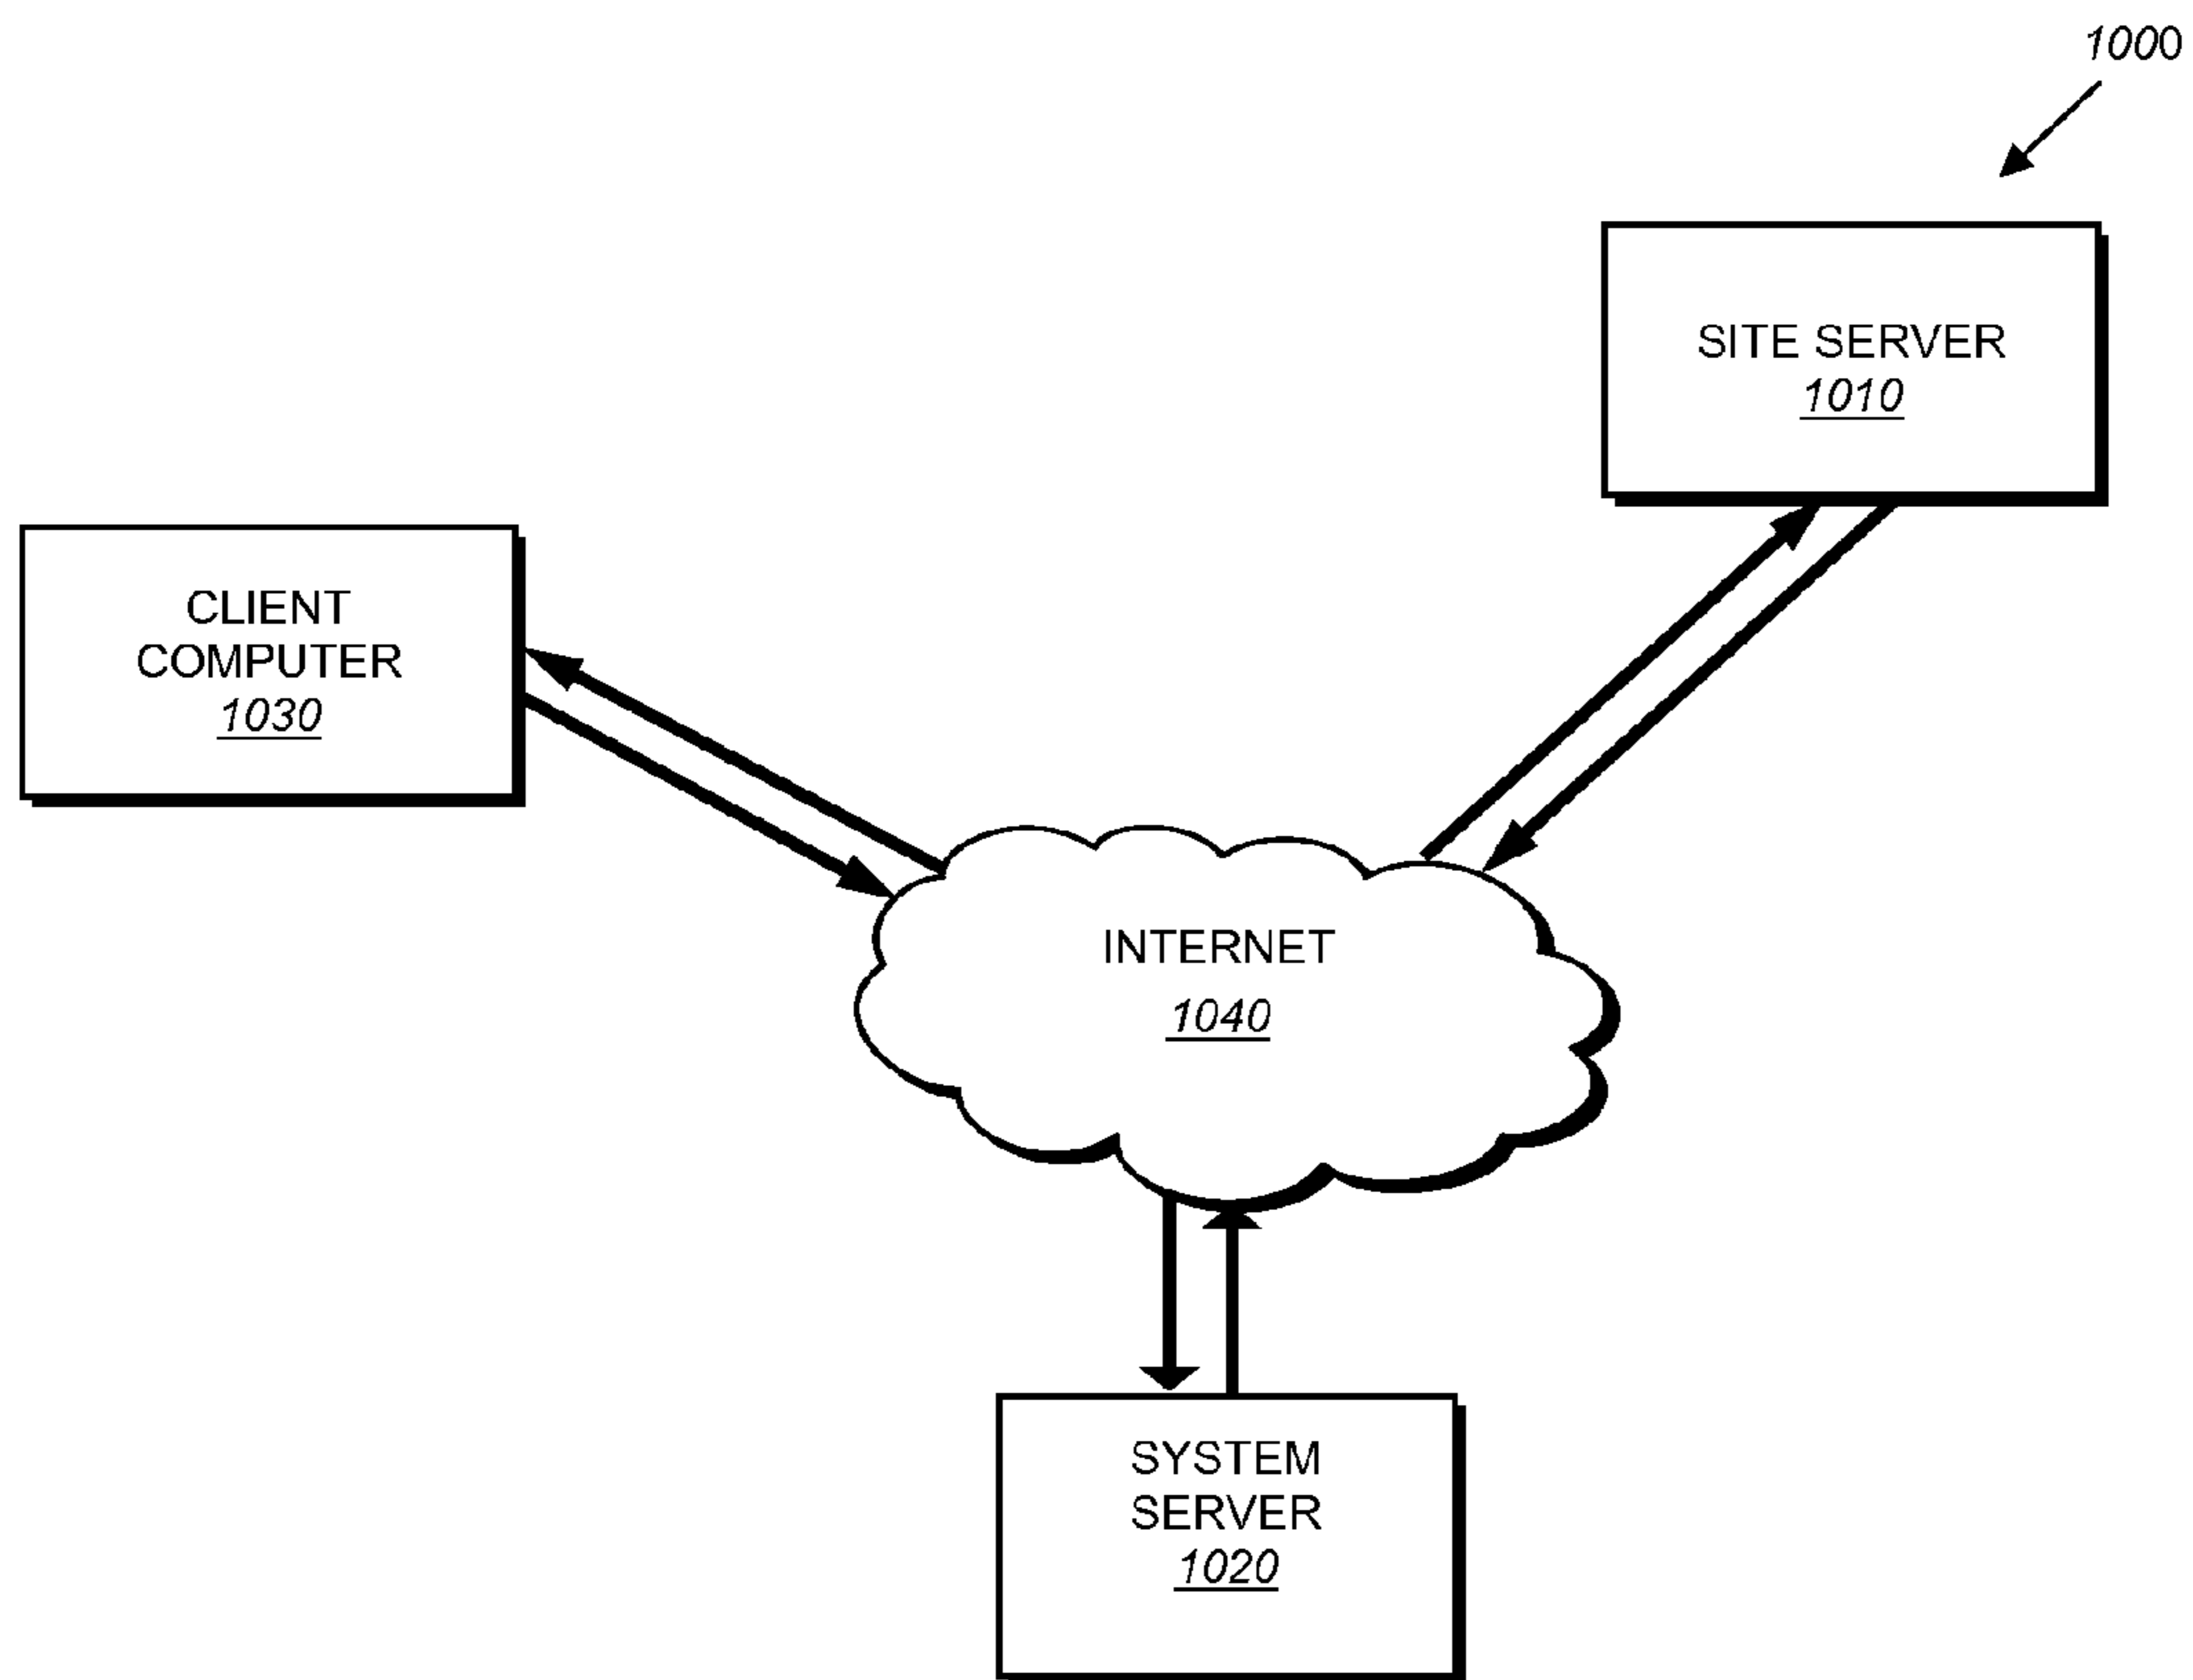 1000
SITE SERVER
1010
CLIENT
COMPUTER
1030
INTERNET
1040
SYSTEM
SERVER
1020